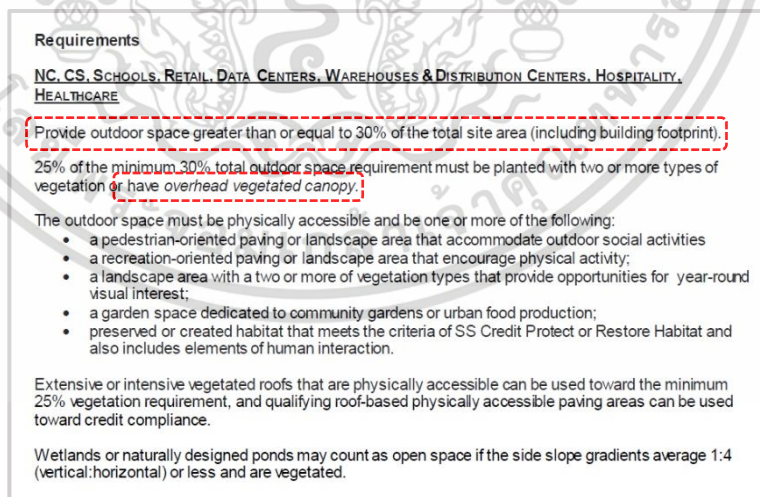 Requirements
NC, CS, SCHOOLS, RETAIL, DATA CENTERS, WAREHOUSES & DISTRIBUTION CENTERS, HOSPITALITY,
HEALTHCARE
Provide outdoor space greater than or equal to 30% of the total site area (including building footprint).
25% of the minimum 30% total outdoor space requirement must be planted with two or more types of
vegetation or have overhead vegetated canopy.
The outdoor space must be physically accessible and be one or more of the following:
• a pedestrian-oriented paving or landscape area that accommodate outdoor social activities
• a recreation-oriented paving or landscape area that encourage physical activity;
• a landscape area with a two or more of vegetation types that provide opportunities for year-round
visual interest;
• a garden space dedicated to community gardens or urban food production;
• preserved or created habitat that meets the criteria of SS Credit Protect or Restore Habitat and
also includes elements of human interaction.
Extensive or intensive vegetated roofs that are physically accessible can be used toward the minimum
25% vegetation requirement, and qualifying roof-based physically accessible paving areas can be used
toward credit compliance.
Wetlands or naturally designed ponds may count as open space if the side slope gradients average 1:4
(vertical:horizontal) or less and are vegetated.